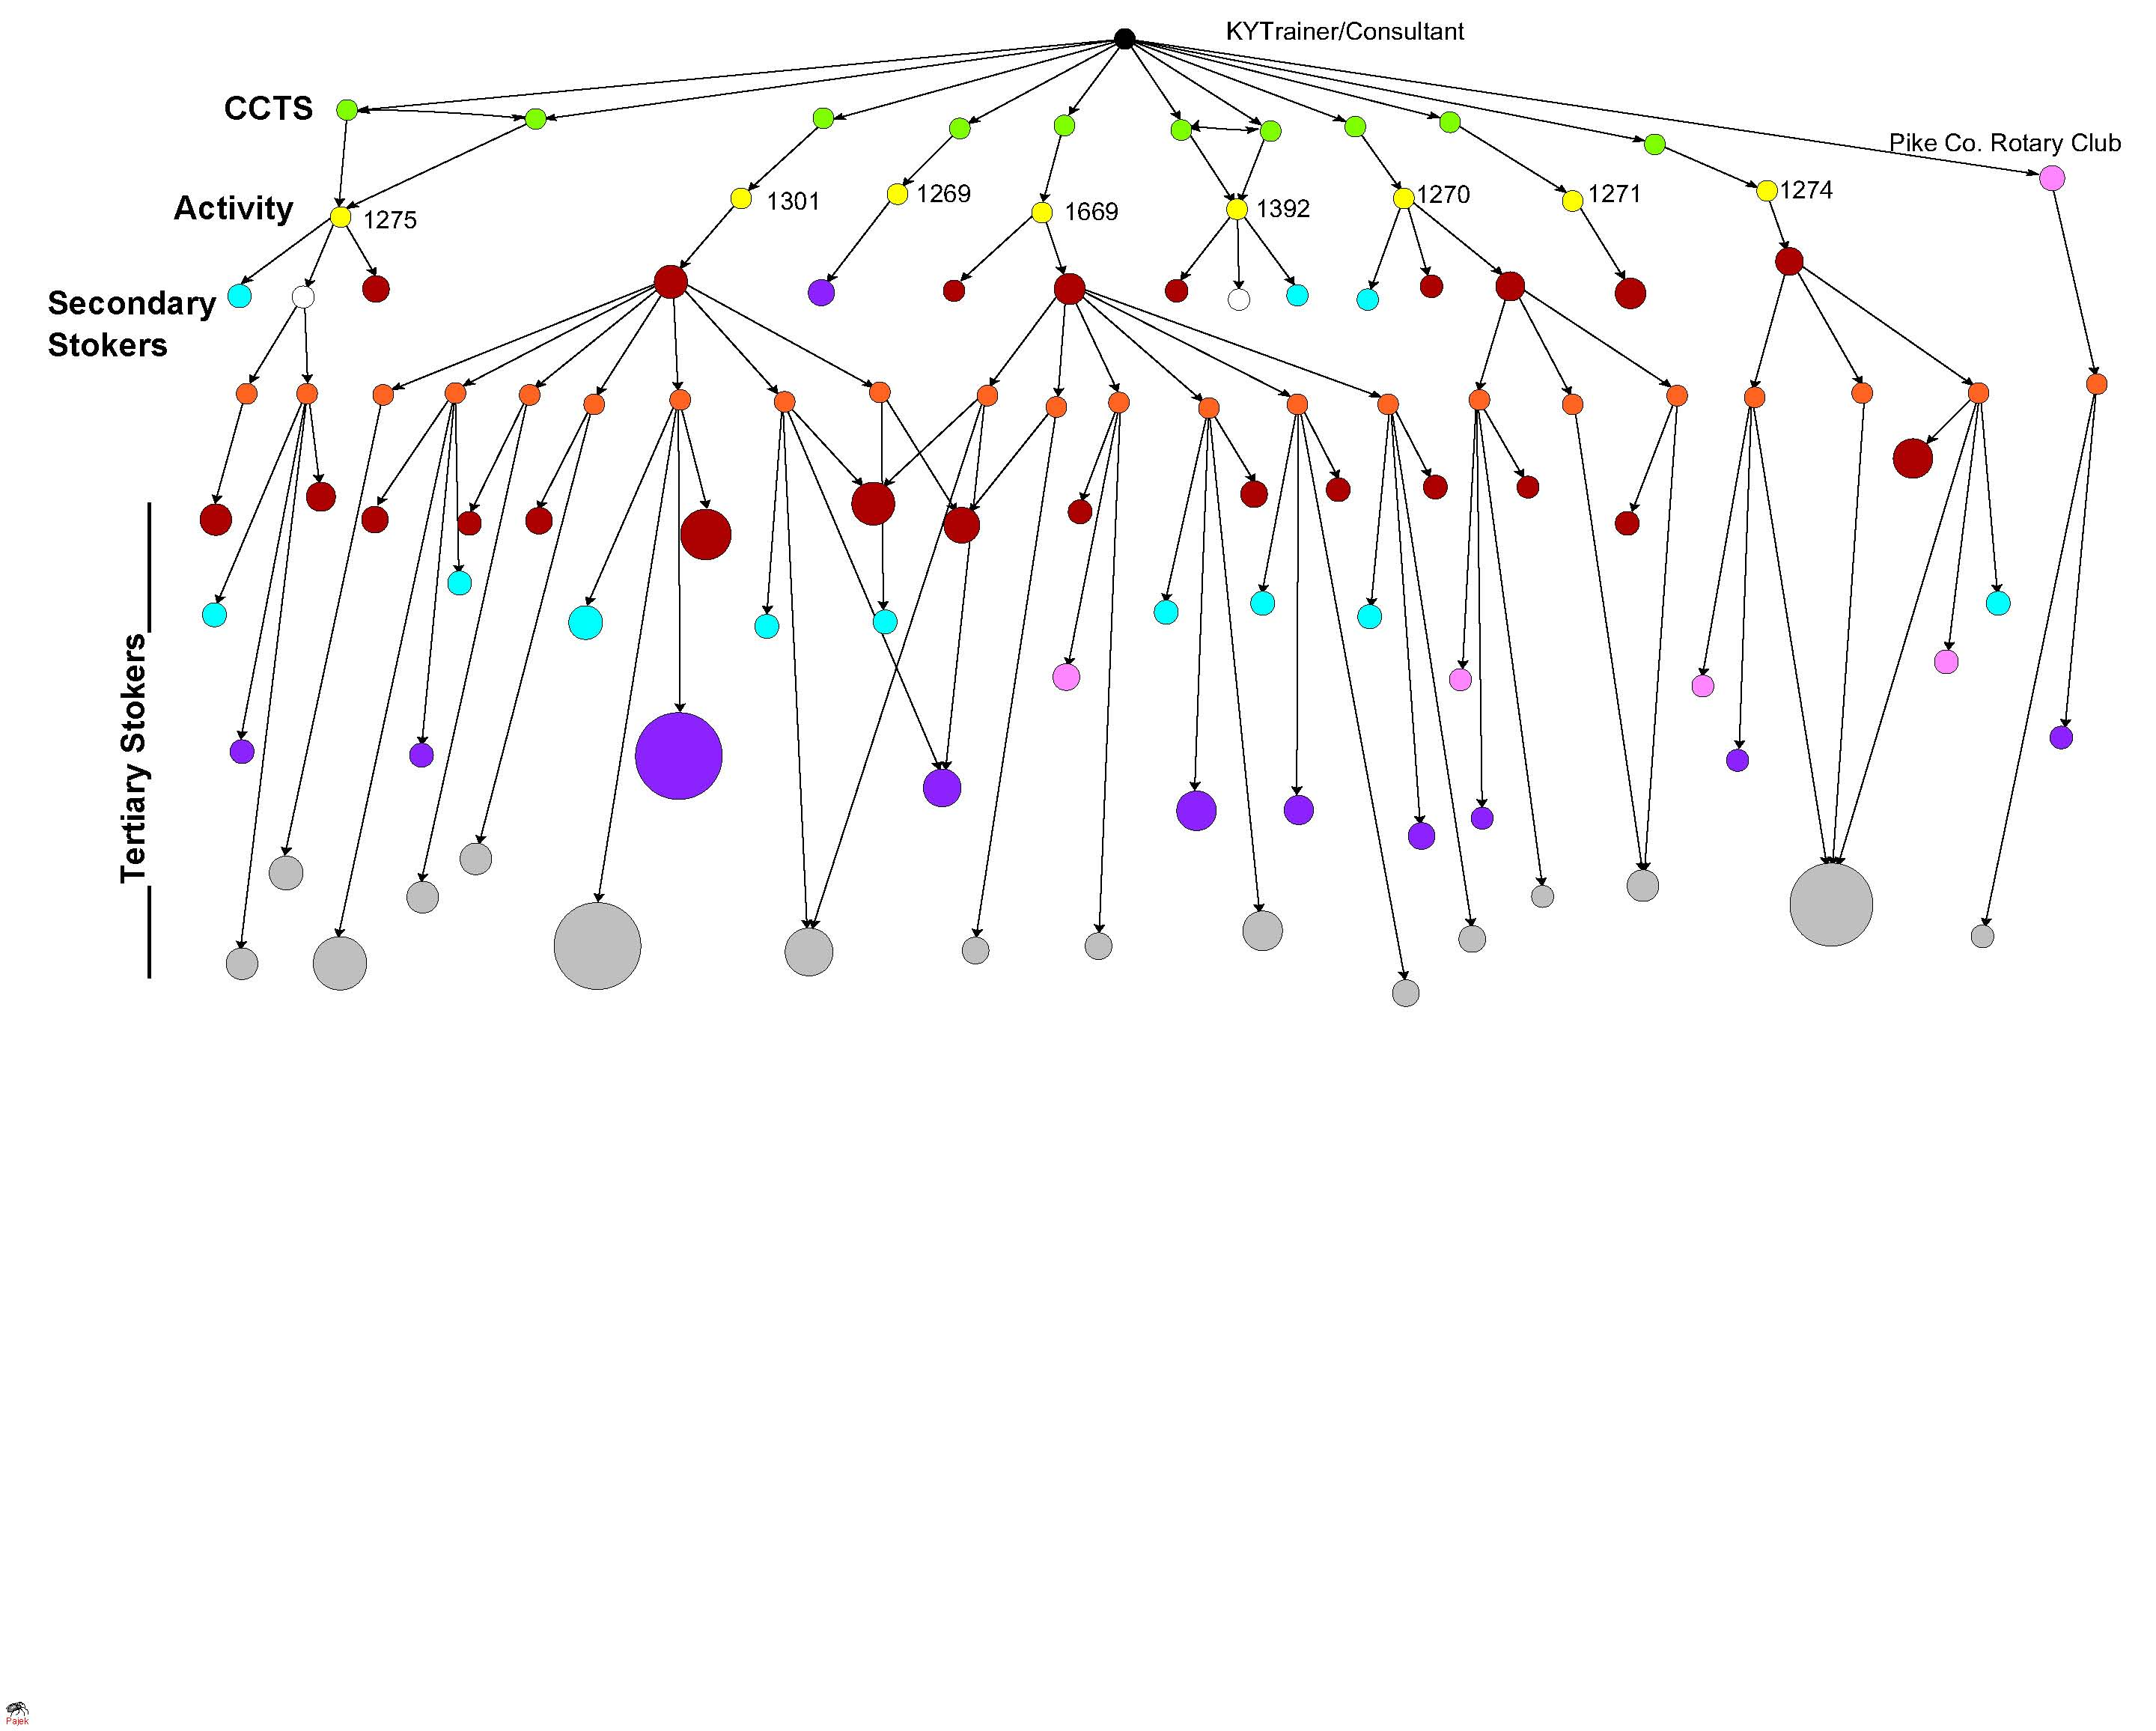 KYTrainer/Consultant
CCTS
Pike Co. Rotary Club
Activity
1275
1301
1269
1669
1392
1270
1271
1274
Secondary
Stokers
Tertiary Stokers
Pajek